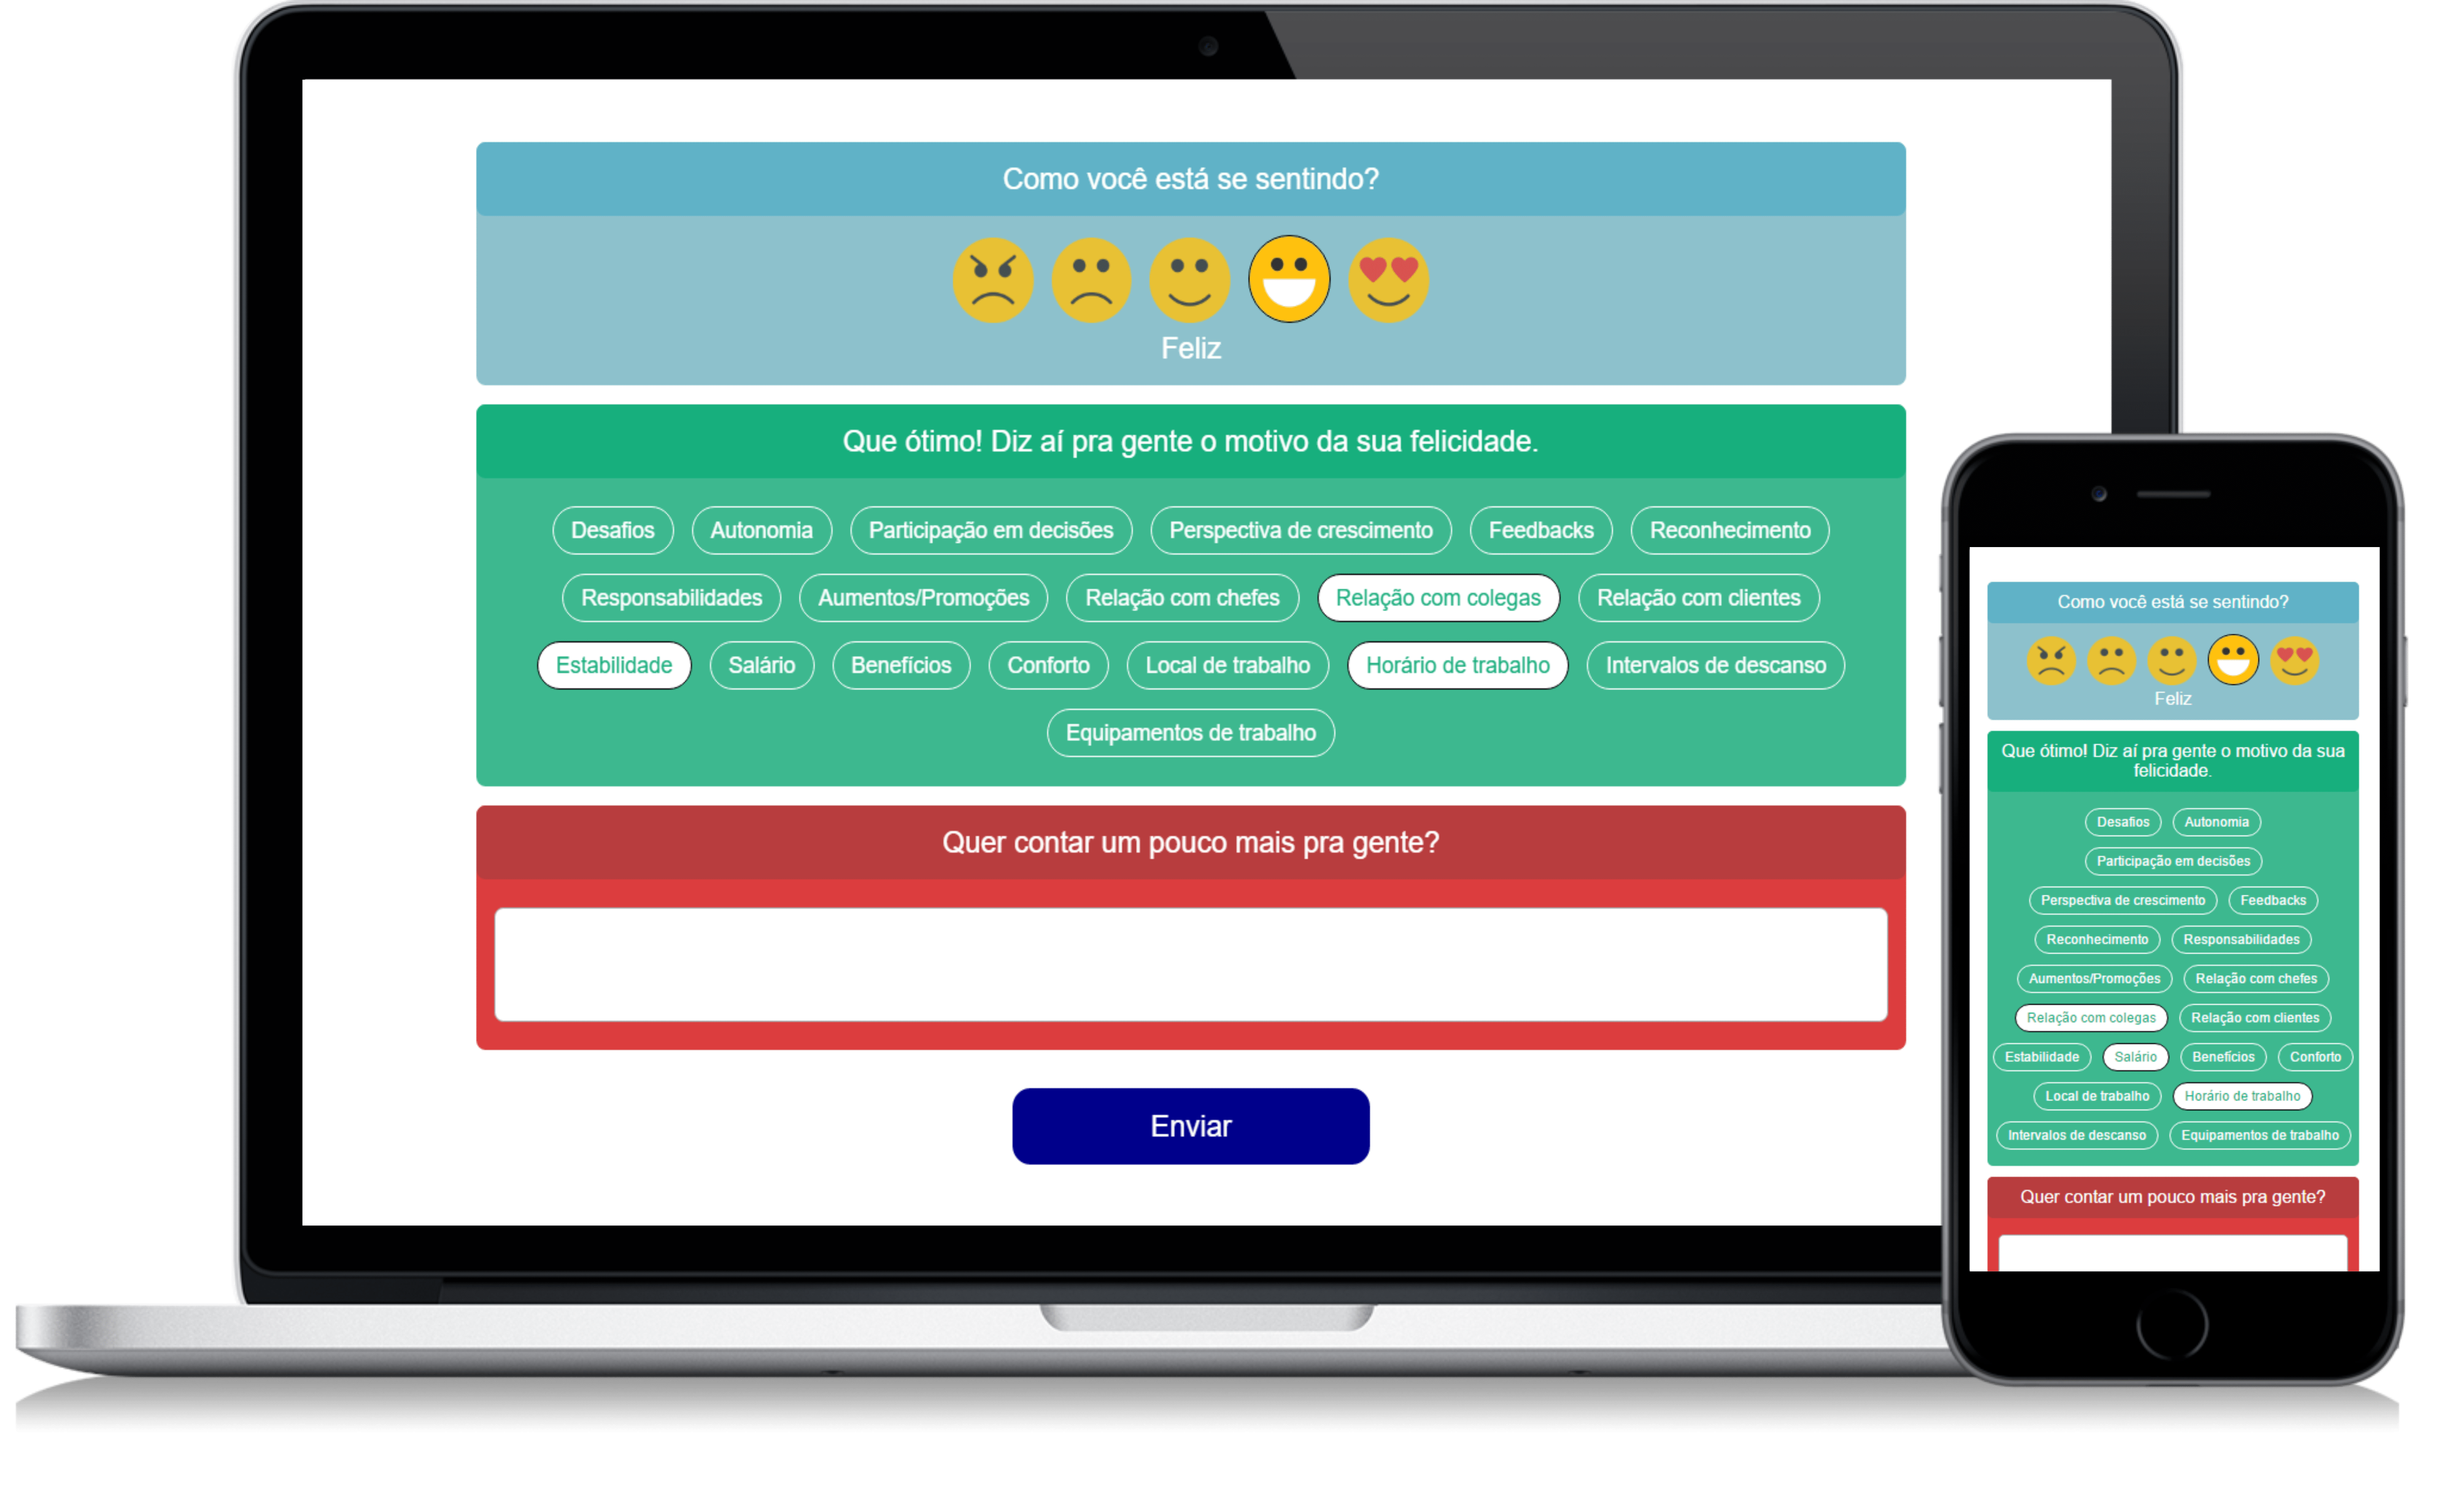 Como você está se sentindo?
Feliz
Que ótimo! Diz aí pra gente o motivo da sua felicidade.
Desafios Autonomia Participação em decisões Perspectiva de crescimento Feedbacks Reconhecimento
Responsabilidades Aumentos/Promoções Relação com chefes Relação com colegas Relação com clientes
Estabilidade Salário Benefícios Conforto Local de trabalho Horário de trabalho Intervalos de descanso
Equipamentos de trabalho
Quer contar um pouco mais pra gente?
Enviar
Como você está se sentindo?
Feliz
Que ótimo! Diz aí pra gente o motivo da sua
felicidade.
Desafios Autonomia
Participação em decisões
Perspectiva de crescimento Feedbacks
Reconhecimento Responsabilidades
Aumentos/Promoções Relação com chefes
Relação com colegas Relação com clientes
Estabilidade Salário Benefícios Conforto
Local de trabalho Horário de trabalho
Intervalos de descanso Equipamentos de trabalho
Quer contar um pouco mais pra gente?